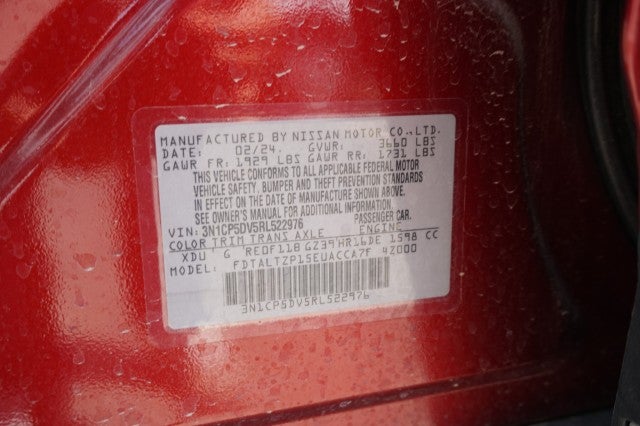 MANUFACTURED BY NISSAN MOTOR CO., LTD.
DATE: 02/24. GVWR: 3660 LBS
GAWR FR: 1929 LBS GAWR RR: 1731 LBS
THIS VEHICLE CONFORMS TO ALL APPLICABLE FEDERAL MOTOR
VEHICLE SAFETY, BUMPER AND THEFT PREVENTION STANDARDS
IN EFFECT ON THE DATE OF MANUFACTURE SHOWN ABOVE.
SEE OWNER'S MANUAL FOR ADDITIONAL INFORMATION.
VIN: 3N1CP5DV5RL522976 PASSENGER CAR.
COLOR TRIM TRANS AXLE ENGINE
XDU G RE0F11B GZ39 HR16DE 1598 CC
MODEL: FDTALTZP15EUACCA7F 4Z000
3N1CP5DV5RL522976